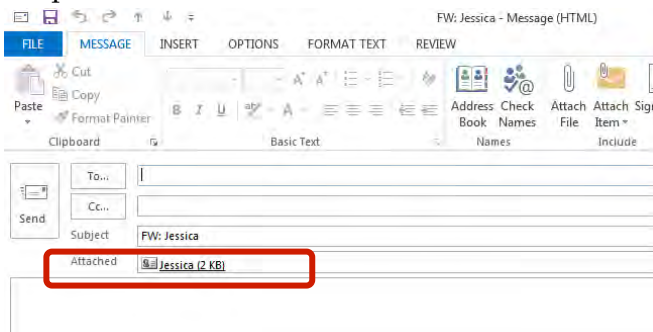 FW: Jessica - Message (HTML)
FILE MESSAGE INSERT OPTIONS FORMAT TEXT REVIEW
Cut
Copy
Format Painter
Paste
B I U
A
Address Book
Check Names
Attach File
Attach Item
Clipboard
Basic Text
Names
Include
To...
Cc...
Send
Subject FW: Jessica
Attached Jessica (2 KB)